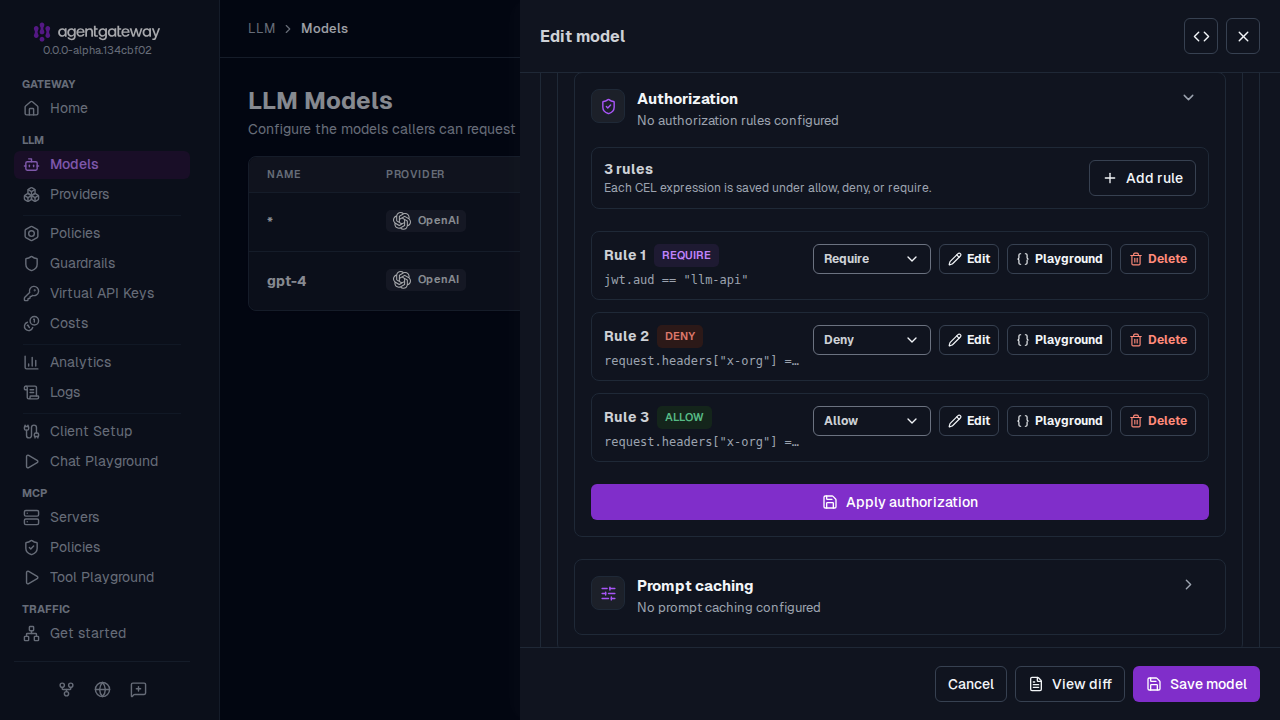 agentgateway
0.0.0-alpha.134cbf02
GATEWAY
Home
LLM
Models
Providers
Policies
Guardrails
Virtual API Keys
Costs
Analytics
Logs
Client Setup
Chat Playground
MCP
Servers
Policies
Tool Playground
TRAFFIC
Get started
LLM > Models
LLM Models
Configure the models callers can request
NAME PROVIDER
* OpenAI
gpt-4 OpenAI
Edit model
Authorization
No authorization rules configured
3 rules
Each CEL expression is saved under allow, deny, or require.
Add rule
Rule 1 REQUIRE Require Edit Playground Delete
jwt.aud == "llm-api"
Rule 2 DENY Deny Edit Playground Delete
request.headers["x-org"] =…
Rule 3 ALLOW Allow Edit Playground Delete
request.headers["x-org"] =…
Apply authorization
Prompt caching
No prompt caching configured
Cancel View diff Save model